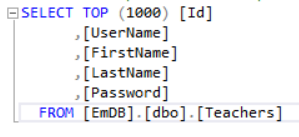 SELECT TOP (1000) [Id]
,[UserName]
,[FirstName]
,[LastName]
,[Password]
FROM [EmDB].[dbo].[Teachers]